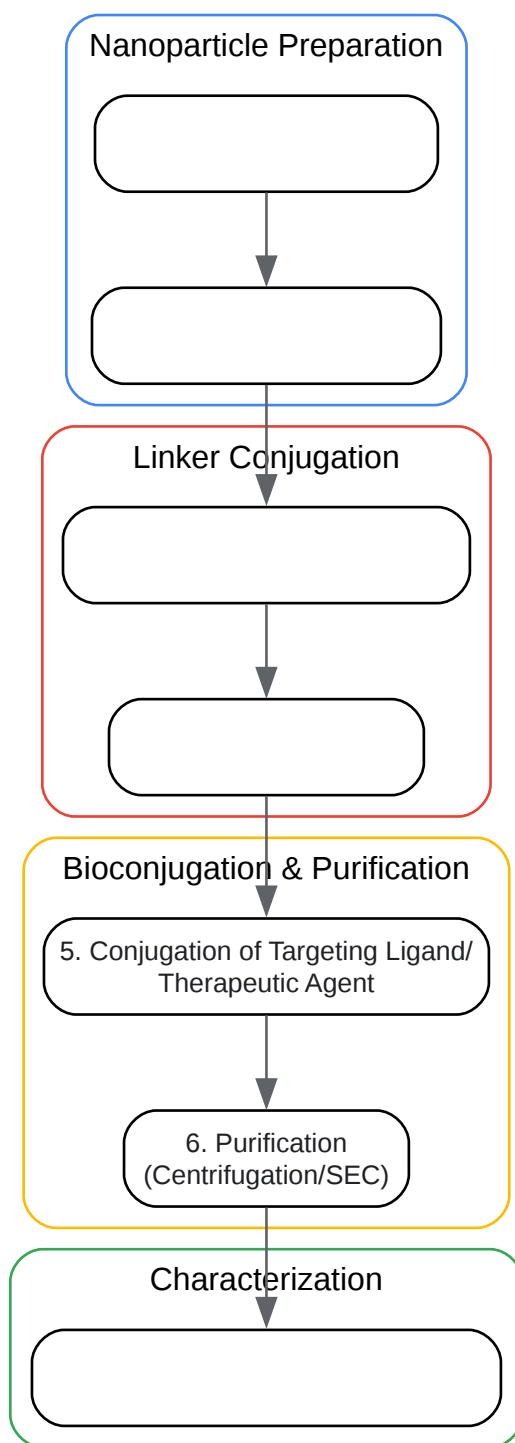 Nanoparticle Preparation
Linker Conjugation
Bioconjugation & Purification
5. Conjugation of Targeting Ligand/
Therapeutic Agent
6. Purification
(Centrifugation/SEC)
Characterization